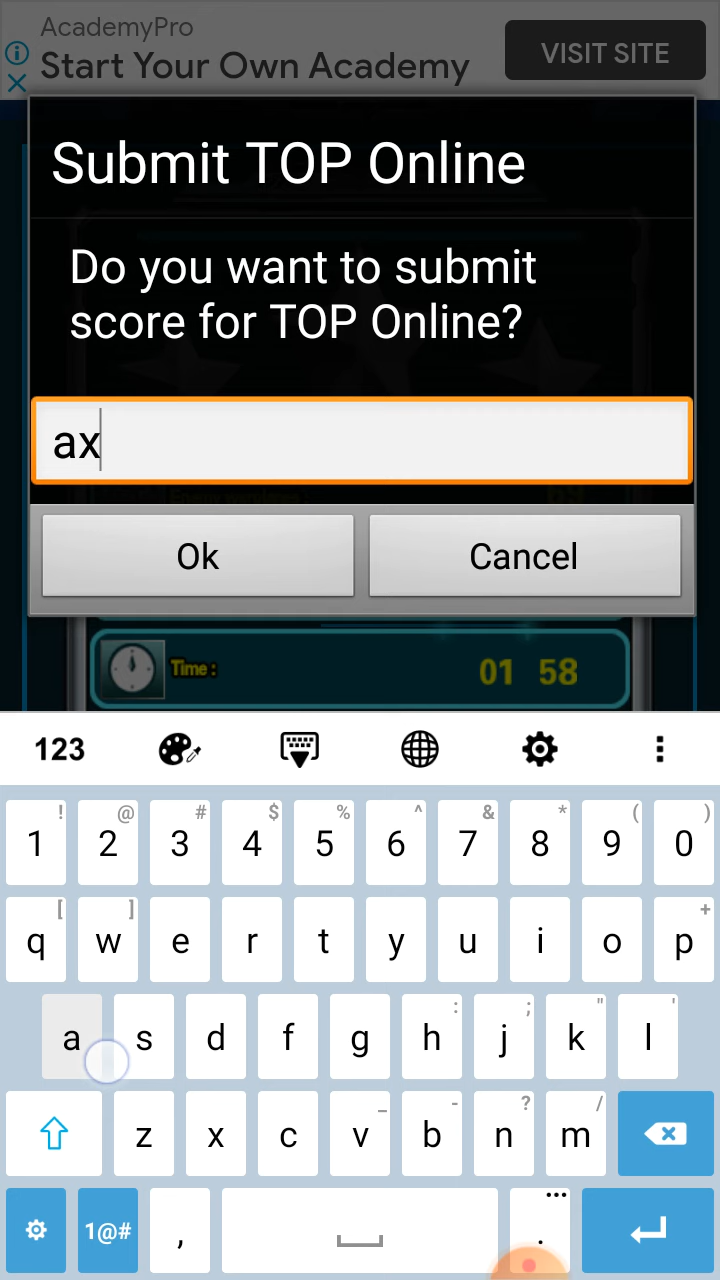 AcademyPro
Start Your Own Academy
VISIT SITE
Submit TOP Online
Do you want to submit
score for TOP Online?
ax
Ok Cancel
Time : 01 58
123
! @ # $ % ^ & * ( )
1 2 3 4 5 6 7 8 9 0
[ ] +
q w e r t y u i o p
: ; " '
a s d f g h j k l
_ - ? /
z x c v b n m
1@# , ... .